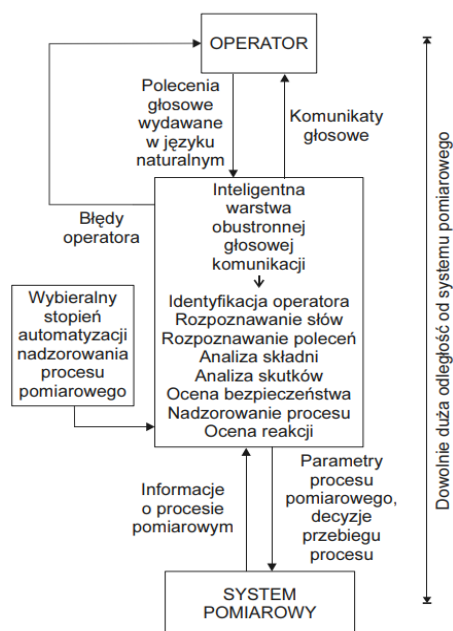 OPERATOR
Polecenia
głosowe
wydawane
w języku
naturalnym
Komunikaty
głosowe
Błędy
operatora
Inteligentna
warstwa
obustronnej
głosowej
komunikacji
Identyfikacja operatora
Rozpoznawanie słów
Rozpoznawanie poleceń
Analiza składni
Analiza skutków
Ocena bezpieczeństwa
Nadzorowanie procesu
Ocena reakcji
Wybieralny
stopień
automatyzacji
nadzorowania
procesu
pomiarowego
Informacje
o procesie
pomiarowym
Parametry
procesu
pomiarowego,
decyzje
przebiegu
procesu
SYSTEM
POMIAROWY
Dowolnie duża odległość od systemu pomiarowego